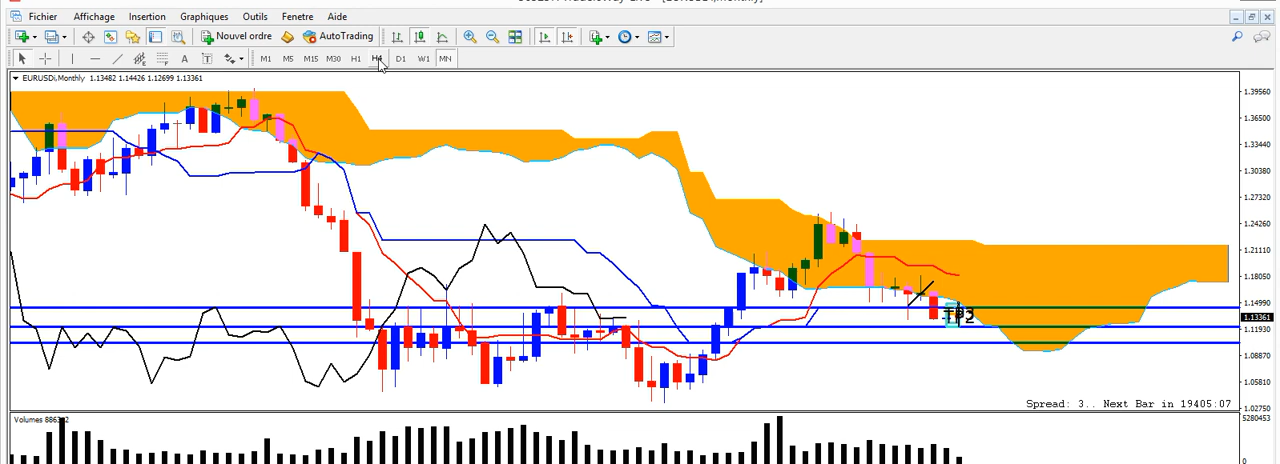 Fichier Affichage Insertion Graphiques Outils Fenetre Aide
Nouvel ordre AutoTrading
A T M1 M5 M15 M30 H1 H4 D1 W1 MN
EURUSDi,Monthly 1.13482 1.14426 1.12699 1.13361
1.39560
1.36500
1.33440
1.30380
1.27320
1.24260
1.21110
1.18050
1.14990
1.13361
1.11930
1.08870
1.05810
1.02750
Spread: 3.. Next Bar in 19405:07
Volumes
5280453
0